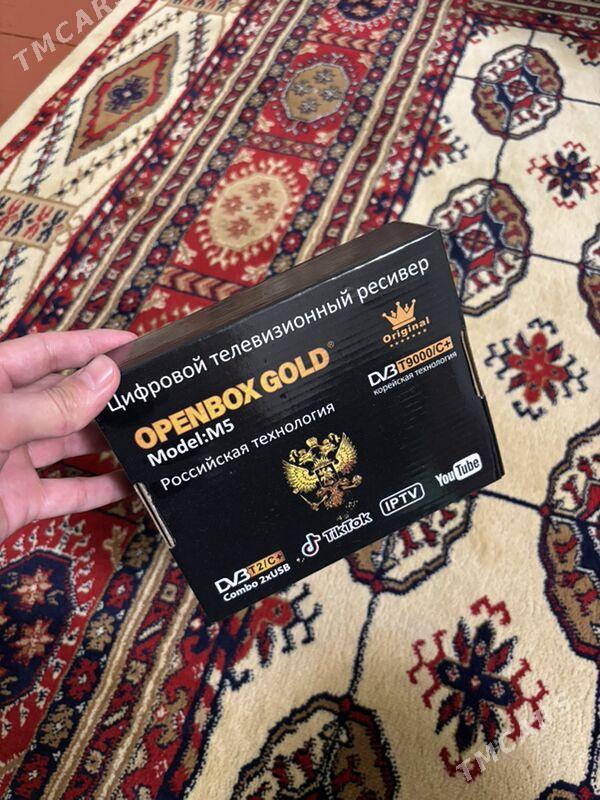 TMCARS
Цифровой телевизионный ресивер
OPENBOX GOLD®
Model:M5
Российская технология
Original
DVB T9000/C+
корейская технология
DVB T2/C+
Combo 2xUSB
TikTok
IPTV
YouTube
TMCARS